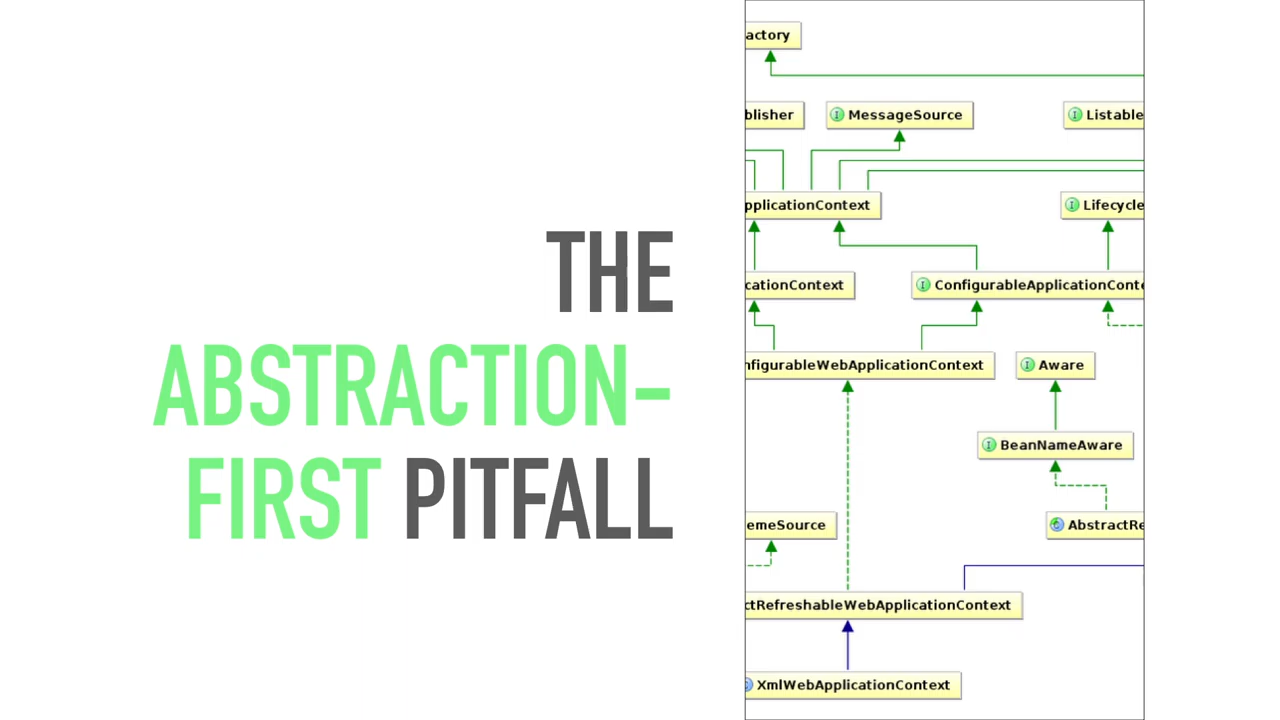 THE
ABSTRACTION-
FIRST PITFALL
actory
blisher
MessageSource
Listable
pplicationContext
Lifecycle
cationContext
ConfigurableApplicationConte
nfigurableWebApplicationContext
Aware
BeanNameAware
emeSource
AbstractRe
ctRefreshableWebApplicationContext
XmlWebApplicationContext